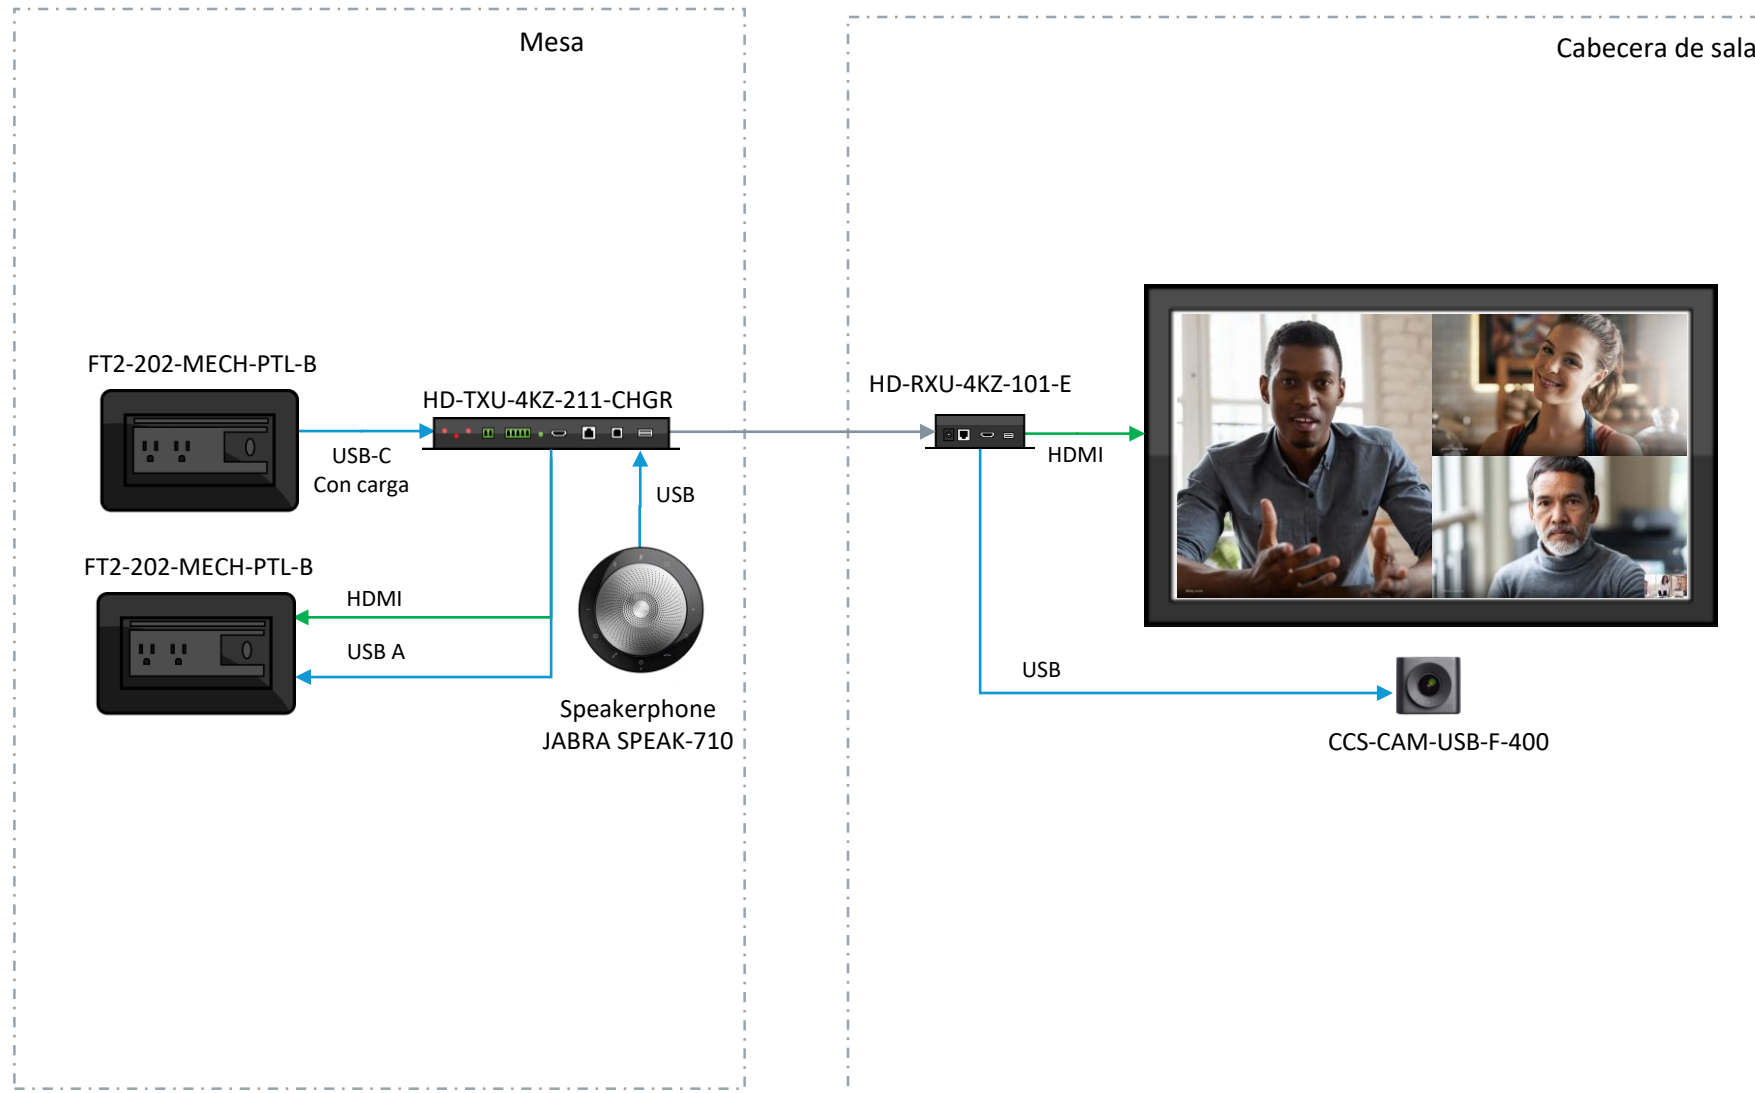 Mesa
Cabecera de sala
FT2-202-MECH-PTL-B
HD-TXU-4KZ-211-CHGR
USB-C
Con carga
USB
FT2-202-MECH-PTL-B
HDMI
USB A
Speakerphone
JABRA SPEAK-710
HD-RXU-4KZ-101-E
HDMI
USB
CCS-CAM-USB-F-400